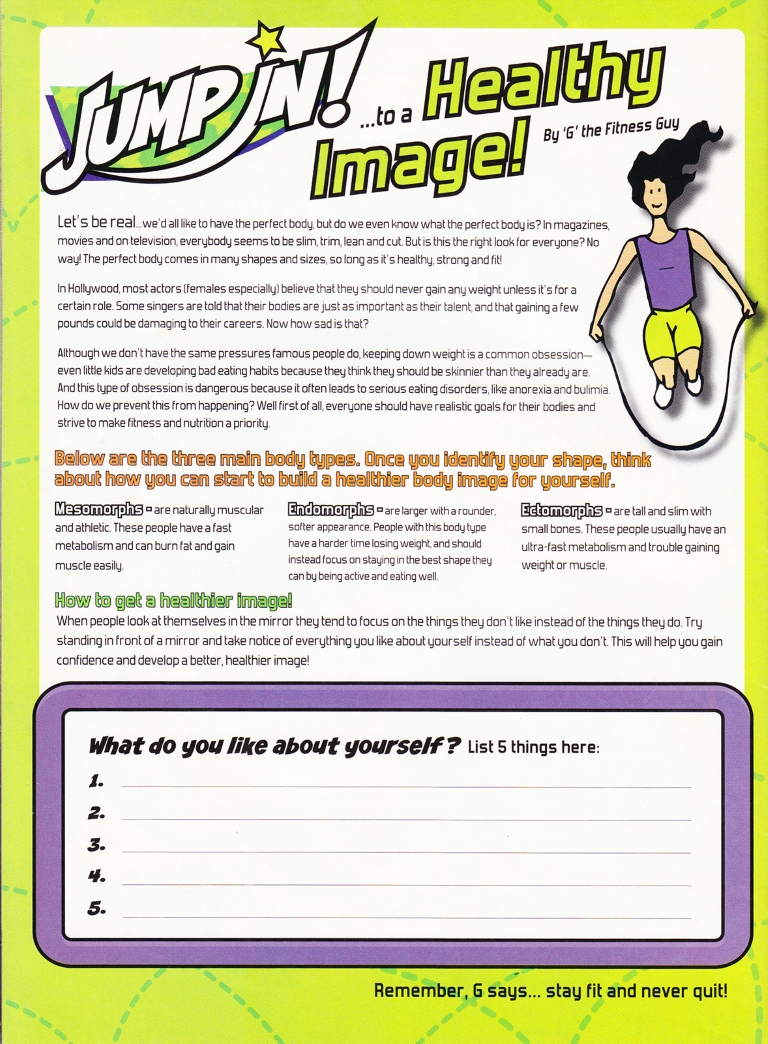 JUMP IN! ...to a Healthy
Image! By 'G' the Fitness Guy
Let's be real...we'd all like to have the perfect body, but do we even know what the perfect body is? In magazines,
movies and on television, everybody seems to be slim, trim, lean and cut. But is this the right look for everyone? No
way! The perfect body comes in many shapes and sizes, so long as it's healthy, strong and fit!
In Hollywood, most actors (females especially) believe that they should never gain any weight unless it's for a
certain role. Some singers are told that their bodies are just as important as their talent, and that gaining a few
pounds could be damaging to their careers. Now how sad is that?
Although we don't have the same pressures famous people do, keeping down weight is a common obsession—
even little kids are developing bad eating habits because they think they should be skinnier than they already are.
And this type of obsession is dangerous because it often leads to serious eating disorders, like anorexia and bulimia.
How do we prevent this from happening? Well first of all, everyone should have realistic goals for their bodies and
strive to make fitness and nutrition a priority.
Below are the three main body types. Once you identify your shape, think
about how you can start to build a healthier body image for yourself.
Mesomorphs - are naturally muscular
and athletic. These people have a fast
metabolism and can burn fat and gain
muscle easily.
Endomorphs - are larger with a rounder,
softer appearance. People with this body type
have a harder time losing weight, and should
instead focus on staying in the best shape they
can by being active and eating well.
Ectomorphs - are tall and slim with
small bones. These people usually have an
ultra-fast metabolism and trouble gaining
weight or muscle.
How to get a healthier image!
When people look at themselves in the mirror they tend to focus on the things they don't like instead of the things they do. Try
standing in front of a mirror and take notice of everything you like about yourself instead of what you don't. This will help you gain
confidence and develop a better, healthier image!
What do you like about yourself? List 5 things here:
1.
2.
3.
4.
5.
Remember, G says... stay fit and never quit!